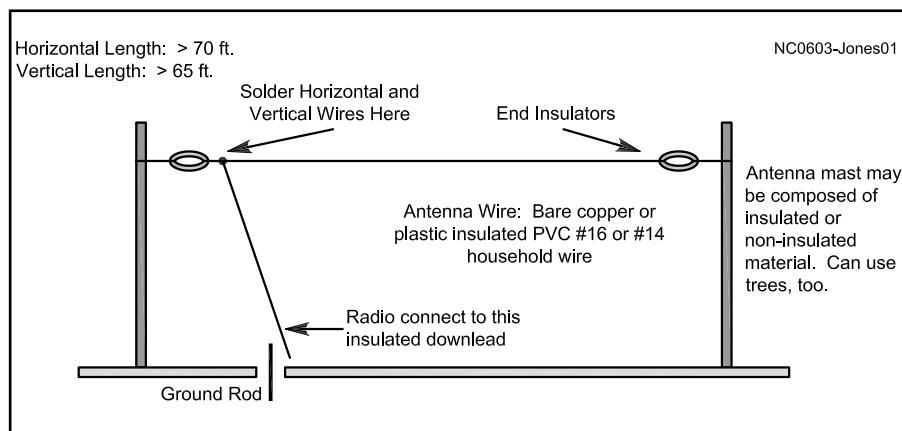 Horizontal Length: > 70 ft.
Vertical Length: > 65 ft.
NC0603-Jones01
Solder Horizontal and
Vertical Wires Here
End Insulators
Antenna Wire: Bare copper or
plastic insulated PVC #16 or #14
household wire
Antenna mast may
be composed of
insulated or
non-insulated
material. Can use
trees, too.
Radio connect to this
insulated downlead
Ground Rod